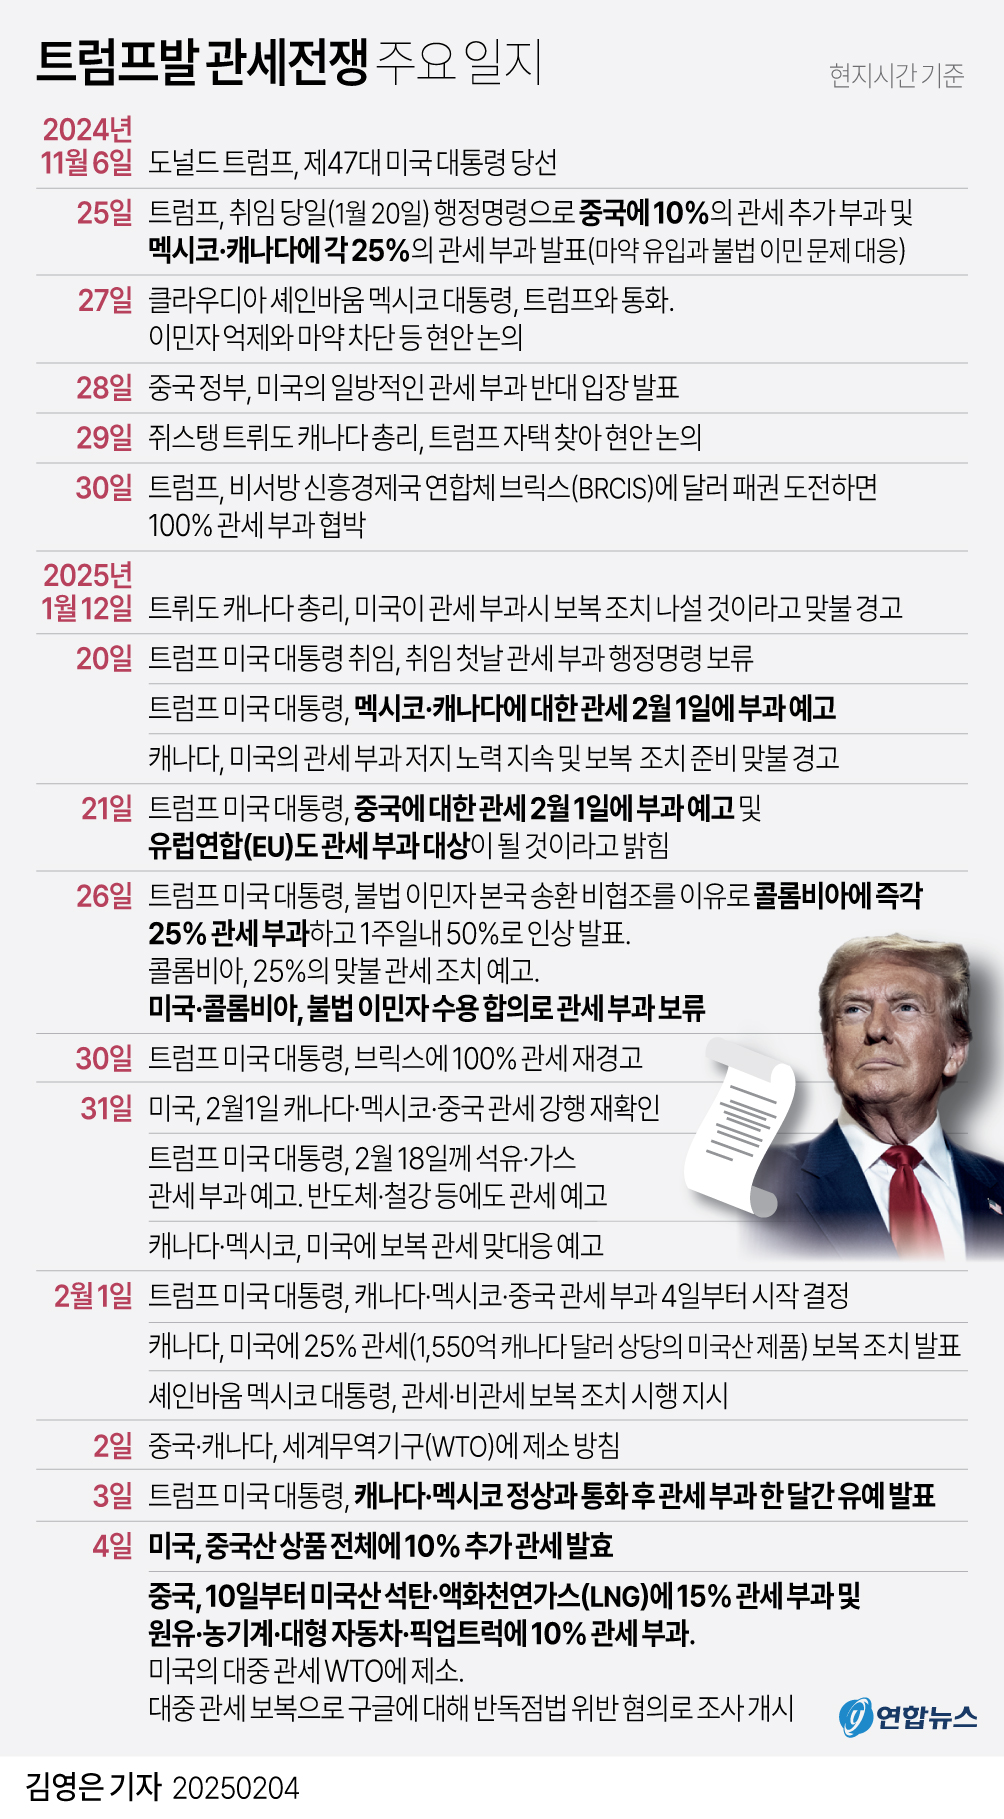 트럼프발 관세전쟁 주요 일지
현지시간 기준
2024년
11월 6일 도널드 트럼프, 제47대 미국 대통령 당선
25일 트럼프, 취임 당일(1월 20일) 행정명령으로 중국에 10%의 관세 추가 부과 및
멕시코·캐나다에 각 25%의 관세 부과 발표(마약 유입과 불법 이민 문제 대응)
27일 클라우디아 셰인바움 멕시코 대통령, 트럼프와 통화.
이민자 억제와 마약 차단 등 현안 논의
28일 중국 정부, 미국의 일방적인 관세 부과 반대 입장 발표
29일 쥐스탱 트뤼도 캐나다 총리, 트럼프 자택 찾아 현안 논의
30일 트럼프, 비서방 신흥경제국 연합체 브릭스(BRCIS)에 달러 패권 도전하면
100% 관세 부과 협박
2025년
1월 12일 트뤼도 캐나다 총리, 미국이 관세 부과시 보복 조치 나설 것이라고 맞불 경고
20일 트럼프 미국 대통령 취임, 취임 첫날 관세 부과 행정명령 보류
트럼프 미국 대통령, 멕시코·캐나다에 대한 관세 2월 1일에 부과 예고
캐나다, 미국의 관세 부과 저지 노력 지속 및 보복 조치 준비 맞불 경고
21일 트럼프 미국 대통령, 중국에 대한 관세 2월 1일에 부과 예고 및
유럽연합(EU)도 관세 부과 대상이 될 것이라고 밝힘
26일 트럼프 미국 대통령, 불법 이민자 본국 송환 비협조를 이유로 콜롬비아에 즉각
25% 관세 부과하고 1주일내 50%로 인상 발표.
콜롬비아, 25%의 맞불 관세 조치 예고.
미국·콜롬비아, 불법 이민자 수용 합의로 관세 부과 보류
30일 트럼프 미국 대통령, 브릭스에 100% 관세 재경고
31일 미국, 2월1일 캐나다·멕시코·중국 관세 강행 재확인
트럼프 미국 대통령, 2월 18일께 석유·가스
관세 부과 예고. 반도체·철강 등에도 관세 예고
캐나다·멕시코, 미국에 보복 관세 맞대응 예고
2월 1일 트럼프 미국 대통령, 캐나다·멕시코·중국 관세 부과 4일부터 시작 결정
캐나다, 미국에 25% 관세(1,550억 캐나다 달러 상당의 미국산 제품) 보복 조치 발표
셰인바움 멕시코 대통령, 관세·비관세 보복 조치 시행 지시
2일 중국·캐나다, 세계무역기구(WTO)에 제소 방침
3일 트럼프 미국 대통령, 캐나다·멕시코 정상과 통화 후 관세 부과 한 달간 유예 발표
4일 미국, 중국산 상품 전체에 10% 추가 관세 발효
중국, 10일부터 미국산 석탄·액화천연가스(LNG)에 15% 관세 부과 및
원유·농기계·대형 자동차·픽업트럭에 10% 관세 부과.
미국의 대중 관세 WTO에 제소.
대중 관세 보복으로 구글에 대해 반독점법 위반 혐의로 조사 개시
연합뉴스
김영은 기자 20250204